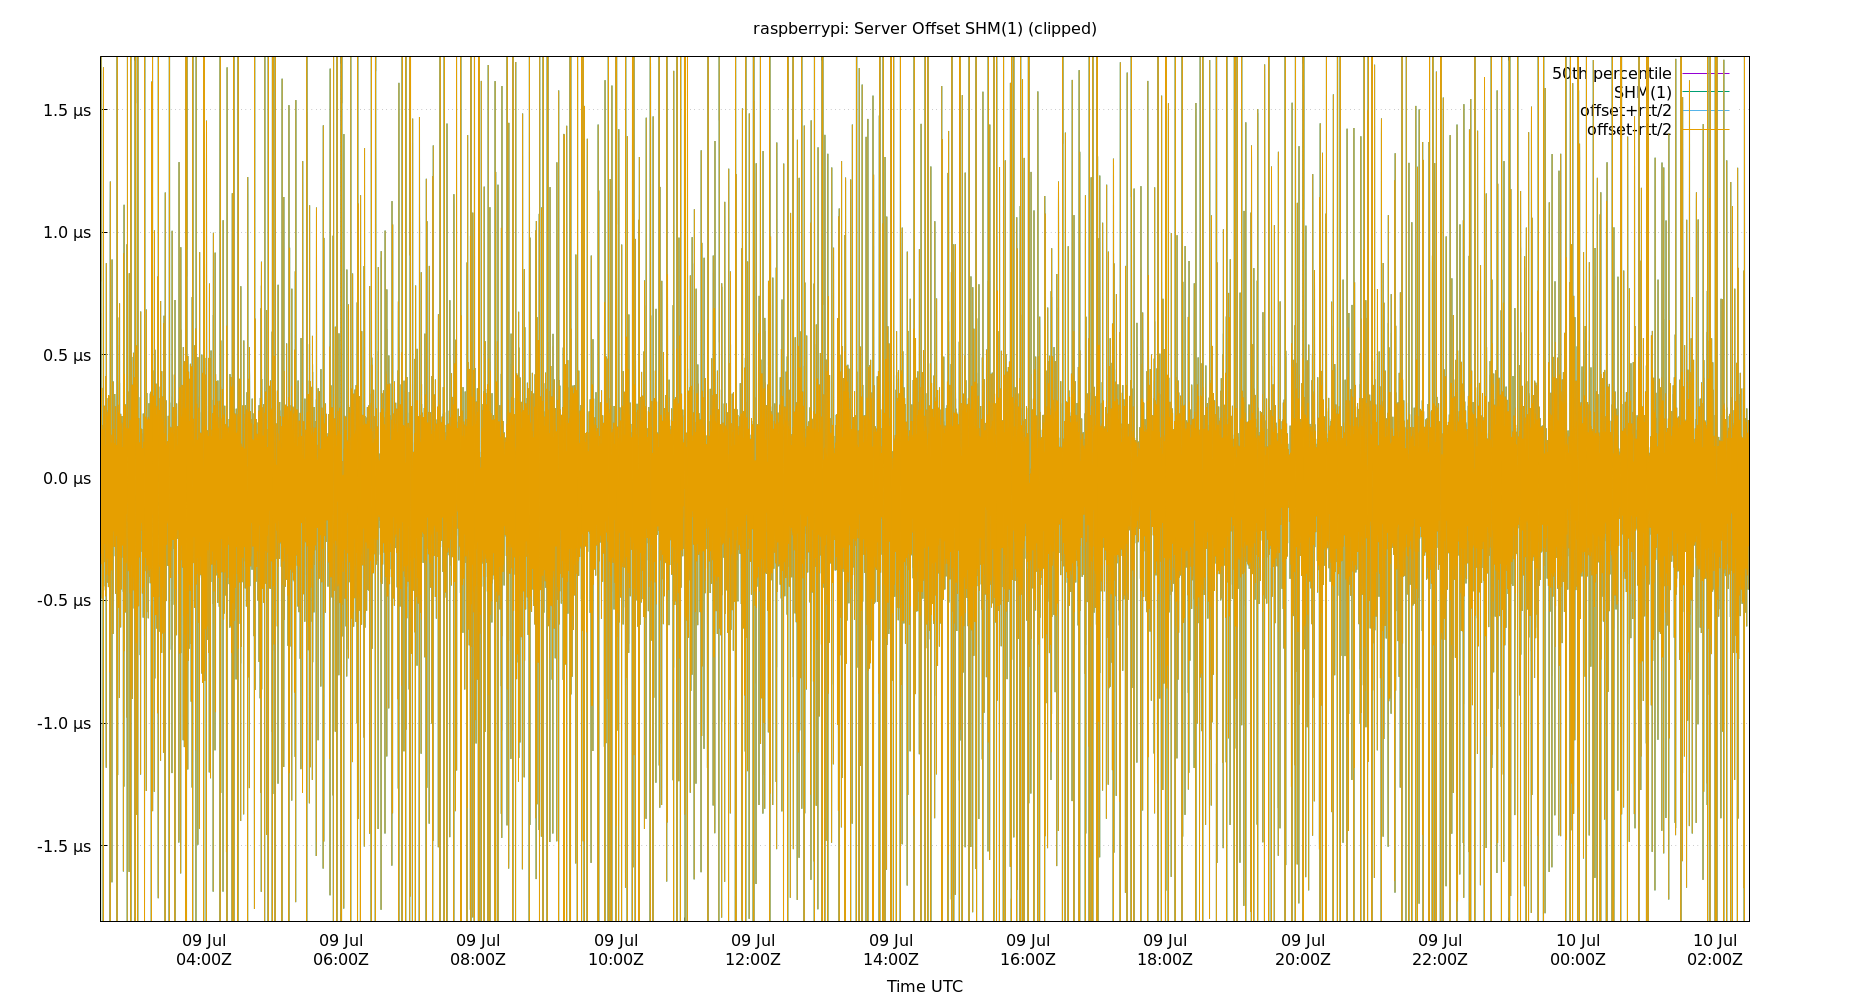 raspberrypi: Server Offset SHM(1) (clipped)
50th percentile
SHM(1)
offset+rtt/2
offset-rtt/2
1.5 µs
1.0 µs
0.5 µs
0.0 µs
-0.5 µs
-1.0 µs
-1.5 µs
09 Jul 09 Jul 09 Jul 09 Jul 09 Jul 09 Jul 09 Jul 09 Jul 09 Jul 09 Jul 10 Jul 10 Jul
04:00Z 06:00Z 08:00Z 10:00Z 12:00Z 14:00Z 16:00Z 18:00Z 20:00Z 22:00Z 00:00Z 02:00Z
Time UTC